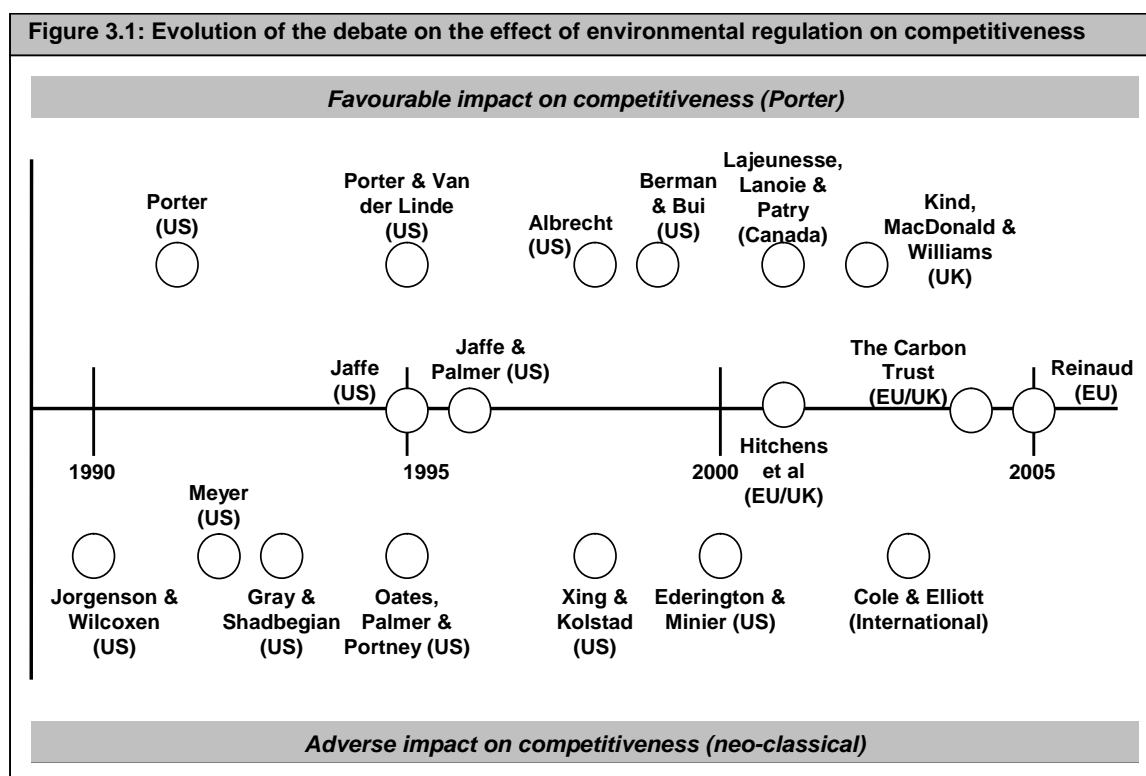 Figure 3.1: Evolution of the debate on the effect of environmental regulation on competitiveness
Favourable impact on competitiveness (Porter)
Porter
(US)
Porter & Van
der Linde
(US)
Albrecht
(US)
Berman
& Bui
(US)
Lajeunesse,
Lanoie &
Patry
(Canada)
Kind,
MacDonald &
Williams
(UK)
Jaffe
(US)
Jaffe &
Palmer (US)
The Carbon
Trust
(EU/UK)
Reinaud
(EU)
1990
1995
2000
2005
Hitchens
et al
(EU/UK)
Meyer
(US)
Jorgenson &
Wilcoxen
(US)
Gray &
Shadbegian
(US)
Oates,
Palmer &
Portney (US)
Xing &
Kolstad
(US)
Ederington &
Minier (US)
Cole & Elliott
(International)
Adverse impact on competitiveness (neo-classical)